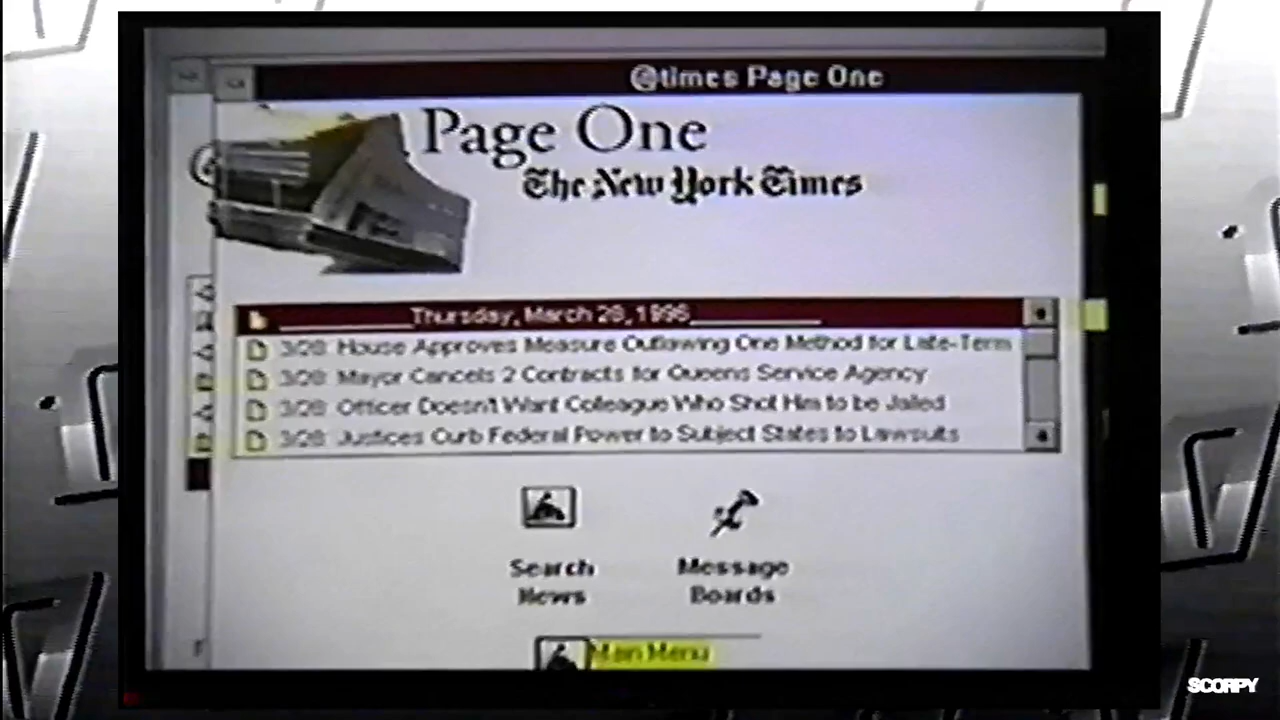 @times Page One
Page One
The New York Times
Thursday, March 28, 1996
3/28 House Approves Measure Outlawing One Method for Late-Term
3/28 Mayor Cancels 2 Contracts for Queens Service Agency
3/28 Officer Doesn't Want Colleague Who Shot Him to be Jailed
3/28 Justices Curb Federal Power to Subject States to Lawsuits
Search
News
Message
Boards
Main Menu
SCORPY